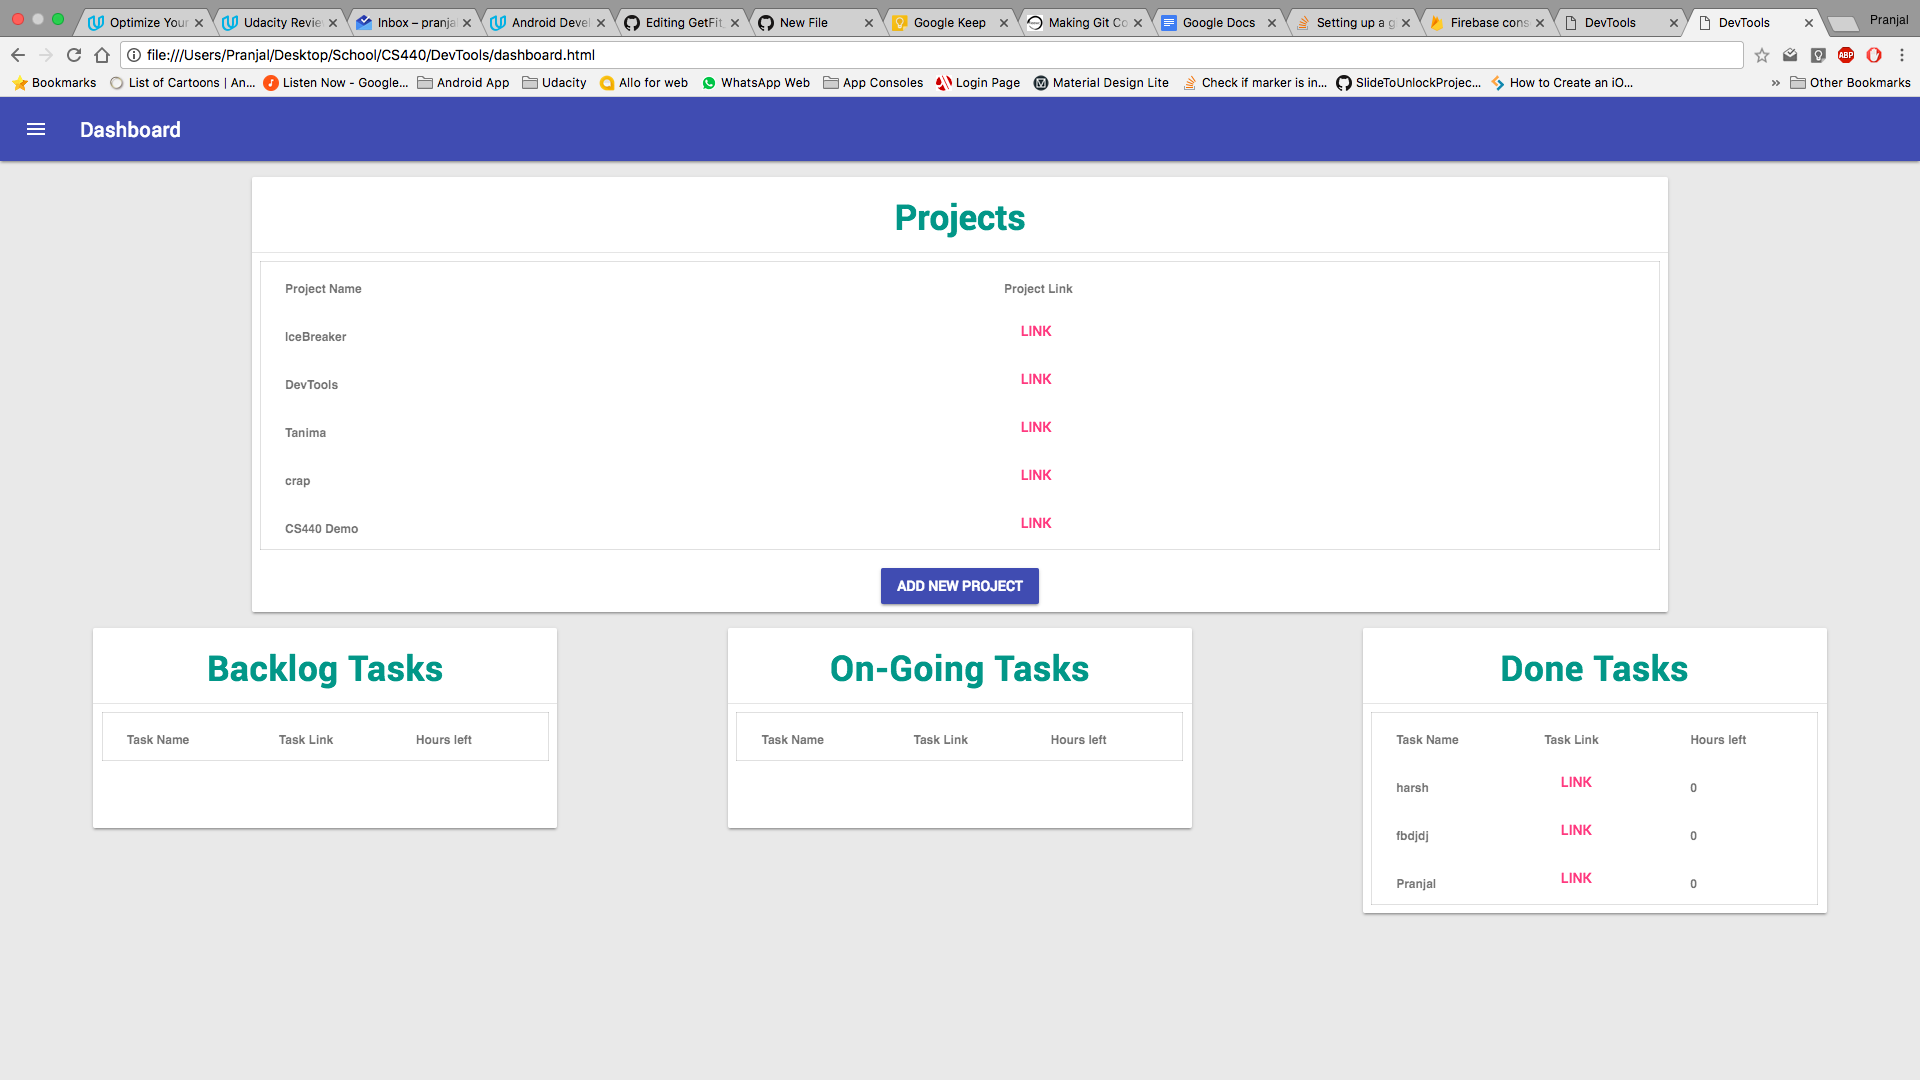 Optimize Your Udacity Revie Inbox – pranja Android Devel Editing GetFit New File Google Keep Making Git Co Google Docs Setting up a g Firebase cons DevTools DevTools Pranjal
file:///Users/Pranjal/Desktop/School/CS440/DevTools/dashboard.html
Bookmarks List of Cartoons | An... Listen Now - Google... Android App Udacity Allo for web WhatsApp Web App Consoles Login Page Material Design Lite Check if marker is in... SlideToUnlockProjec... How to Create an iO... » Other Bookmarks
Dashboard
Projects
Project Name Project Link
IceBreaker LINK
DevTools LINK
Tanima LINK
crap LINK
CS440 Demo LINK
ADD NEW PROJECT
Backlog Tasks
Task Name Task Link Hours left
On-Going Tasks
Task Name Task Link Hours left
Done Tasks
Task Name Task Link Hours left
harsh LINK 0
fbdjdj LINK 0
Pranjal LINK 0